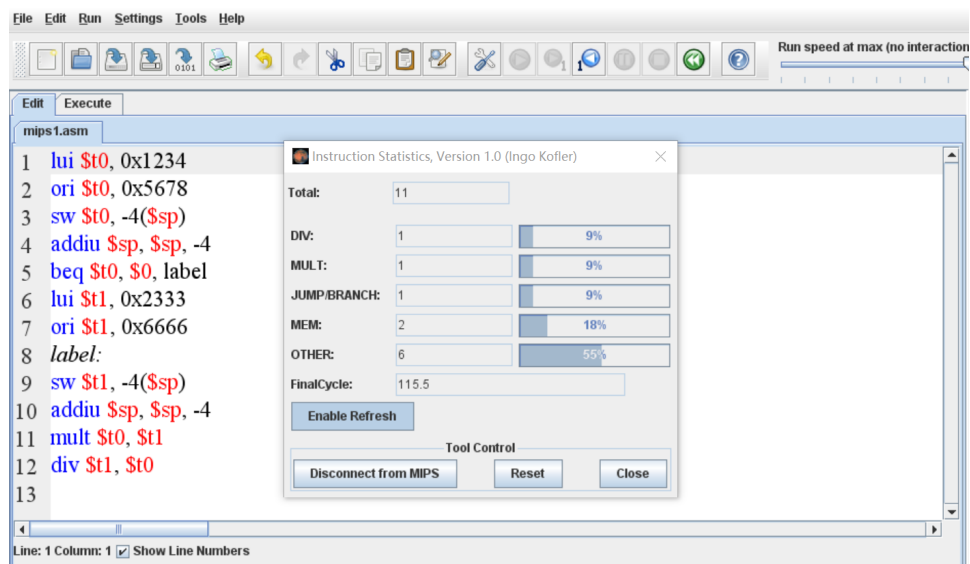 File Edit Run Settings Tools Help
Run speed at max (no interaction
0101
1
1
Edit Execute
mips1.asm
1 lui $t0, 0x1234
2 ori $t0, 0x5678
3 sw $t0, -4($sp)
4 addiu $sp, $sp, -4
5 beq $t0, $0, label
6 lui $t1, 0x2333
7 ori $t1, 0x6666
8 label:
9 sw $t1, -4($sp)
10 addiu $sp, $sp, -4
11 mult $t0, $t1
12 div $t1, $t0
13
Instruction Statistics, Version 1.0 (Ingo Kofler)
Total: 11
DIV: 1 9%
MULT: 1 9%
JUMP/BRANCH: 1 9%
MEM: 2 18%
OTHER: 6 55%
FinalCycle: 115.5
Enable Refresh
Tool Control
Disconnect from MIPS Reset Close
Line: 1 Column: 1 Show Line Numbers